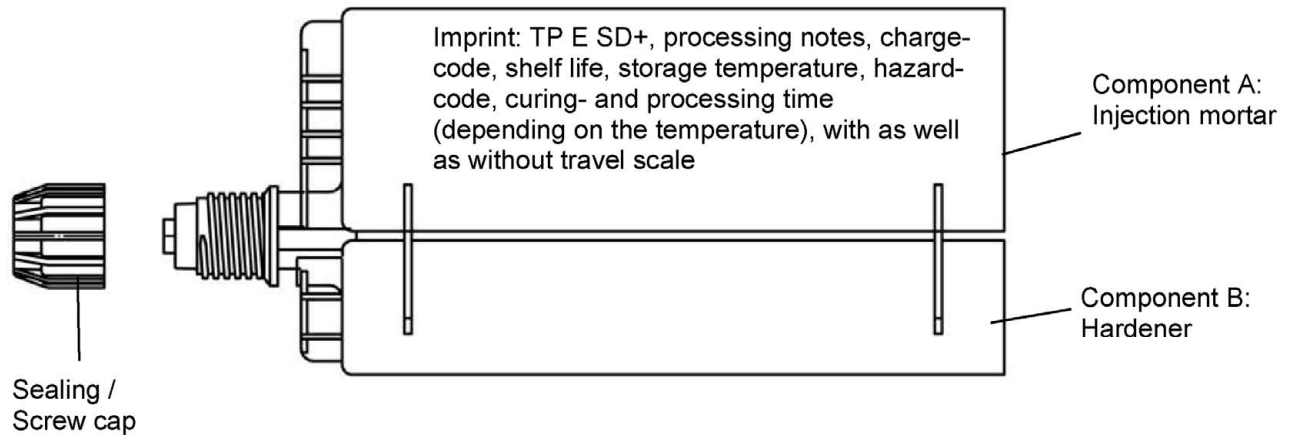 Imprint: TP E SD+, processing notes, charge-
code, shelf life, storage temperature, hazard-
code, curing- and processing time
(depending on the temperature), with as well
as without travel scale
Component A:
Injection mortar
Component B:
Hardener
Sealing /
Screw cap